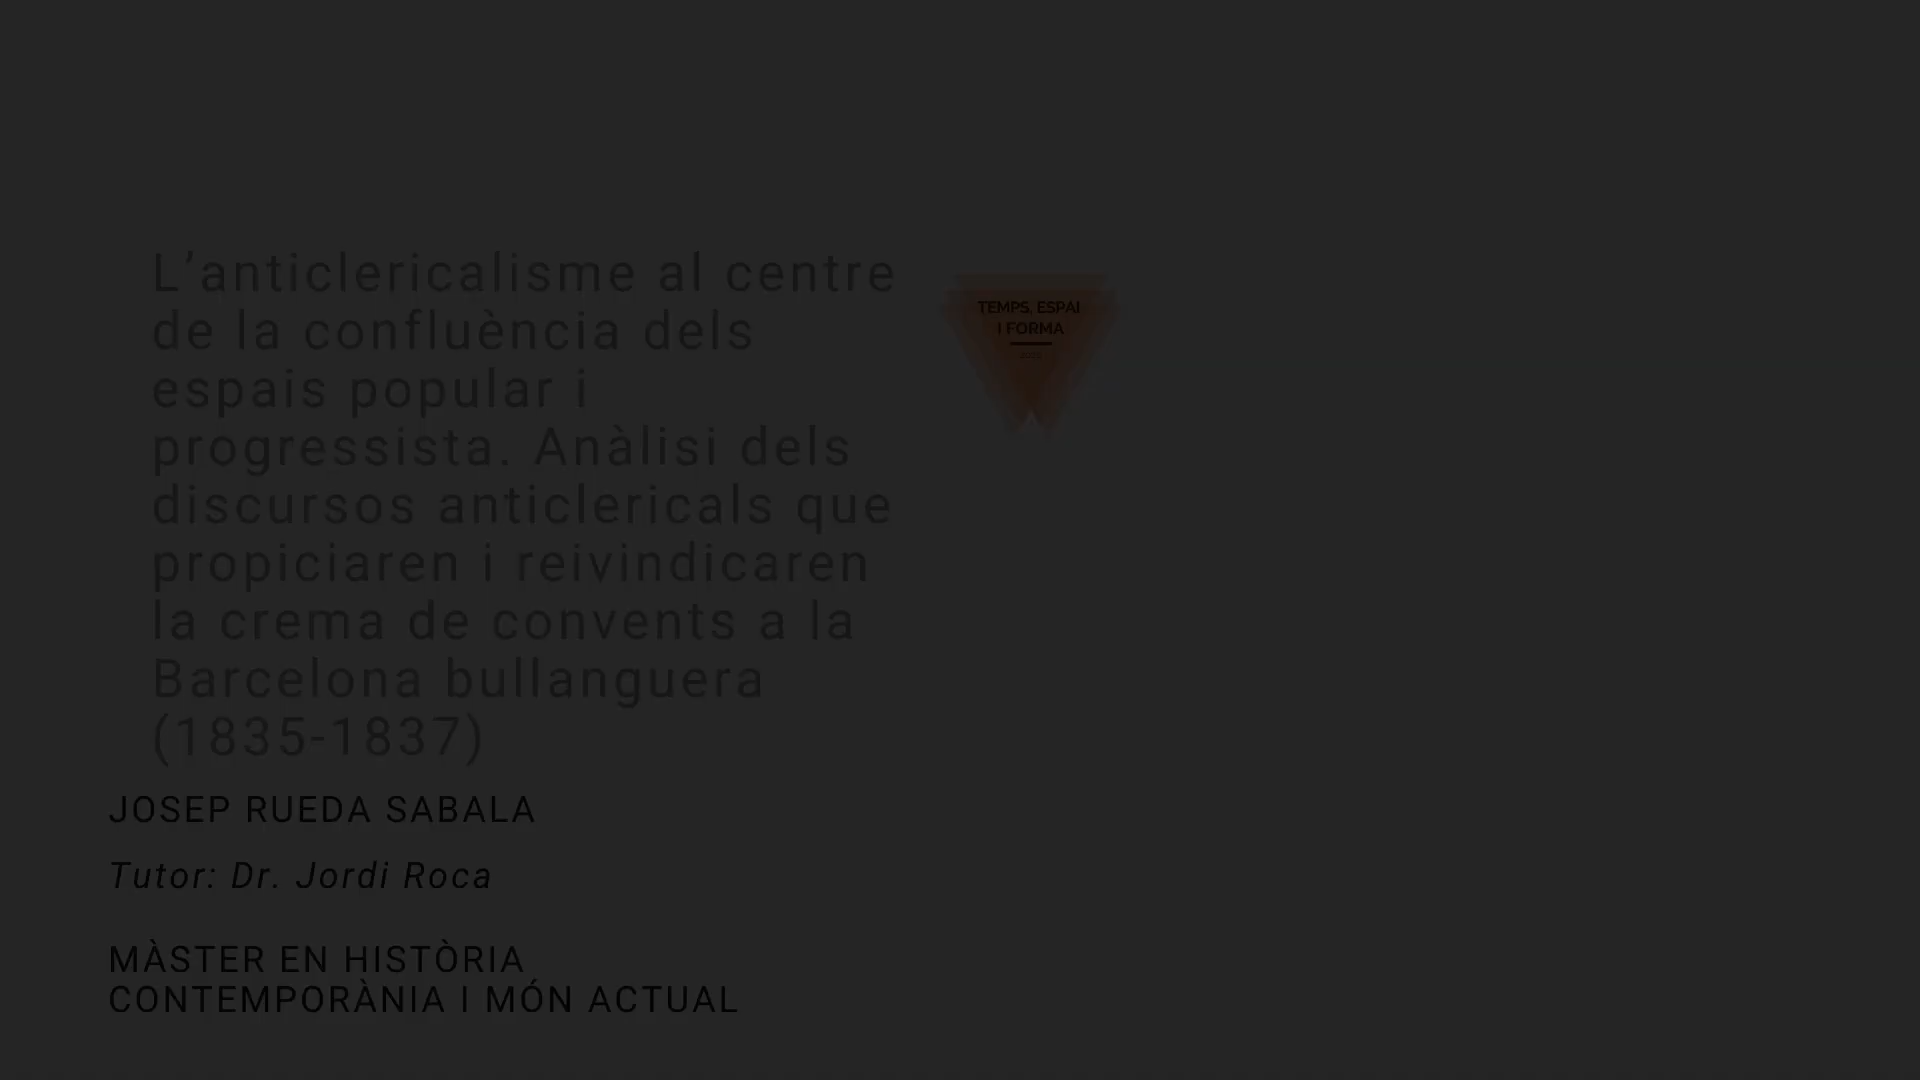 L’anticlericalisme al centre
de la confluència dels
espais popular i
progressista. Anàlisi dels
discursos anticlericals que
propiciaren i reivindicaren
la crema de convents a la
Barcelona bullanguera
(1835-1837)
TEMPS, ESPAI
I FORMA
JOSEP RUEDA SABALA
Tutor: Dr. Jordi Roca
MÀSTER EN HISTÒRIA
CONTEMPORÀNIA I MÓN ACTUAL